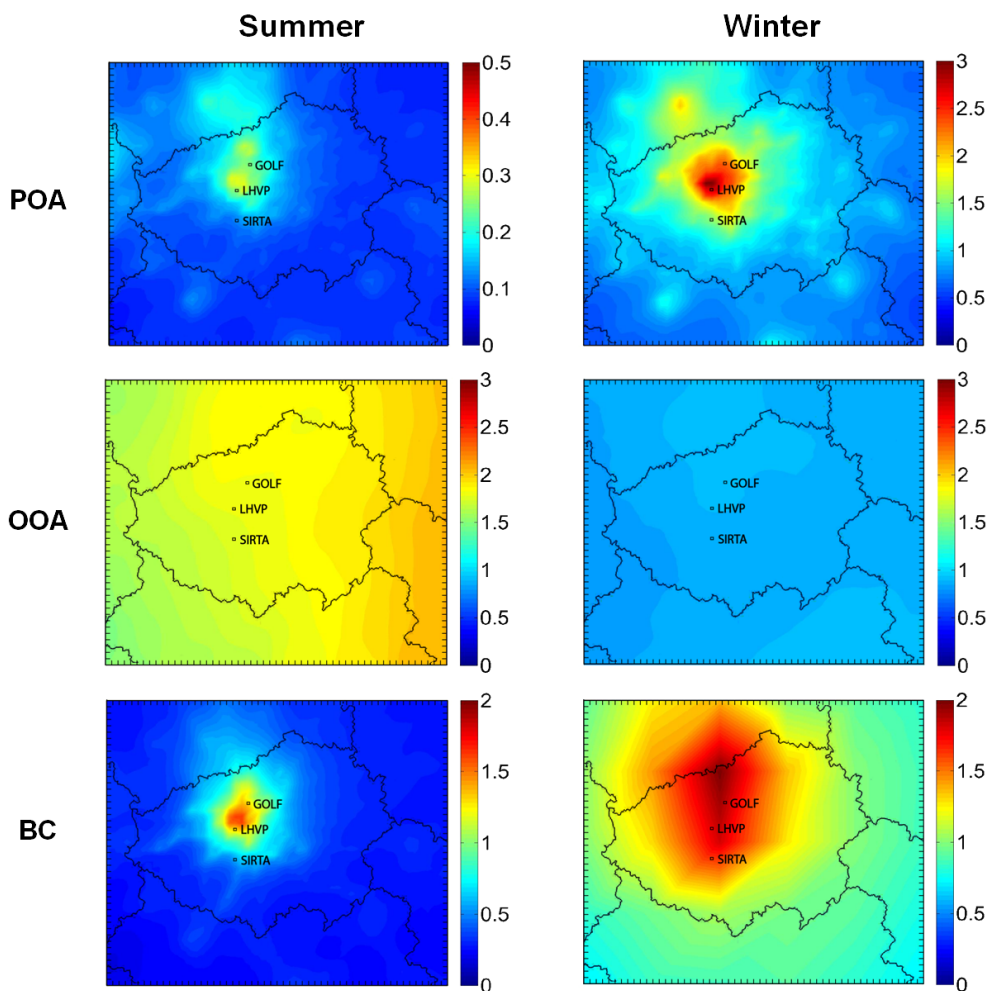 Summer Winter
POA
GOLF
LHVP
SIRTA
0.5
0.4
0.3
0.2
0.1
0
GOLF
LHVP
SIRTA
3
2.5
2
1.5
1
0.5
0
OOA
GOLF
LHVP
SIRTA
3
2.5
2
1.5
1
0.5
0
GOLF
LHVP
SIRTA
3
2.5
2
1.5
1
0.5
0
BC
GOLF
LHVP
SIRTA
2
1.5
1
0.5
0
GOLF
LHVP
SIRTA
2
1.5
1
0.5
0